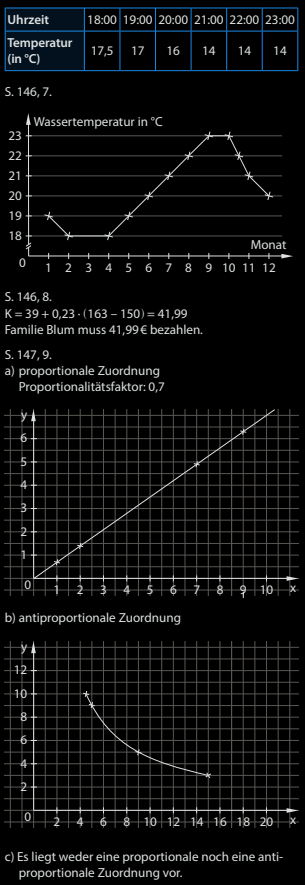 Uhrzeit 18:00 19:00 20:00 21:00 22:00 23:00
Temperatur (in °C) 17,5 17 16 14 14 14
S. 146, 7.
Wassertemperatur in °C
23
22
21
20
19
18
Monat
0 1 2 3 4 5 6 7 8 9 10 11 12
S. 146, 8.
K = 39 + 0,23 · (163 – 150) = 41,99
Familie Blum muss 41,99 € bezahlen.
S. 147, 9.
a) proportionale Zuordnung
Proportionalitätsfaktor: 0,7
y
6
5
4
3
2
1
0 1 2 3 4 5 6 7 8 9 10 x
b) antiproportionale Zuordnung
y
12
10
8
6
4
2
0
2 4 6 8 10 12 14 16 18 20 x
c) Es liegt weder eine proportionale noch eine anti-
proportionale Zuordnung vor.